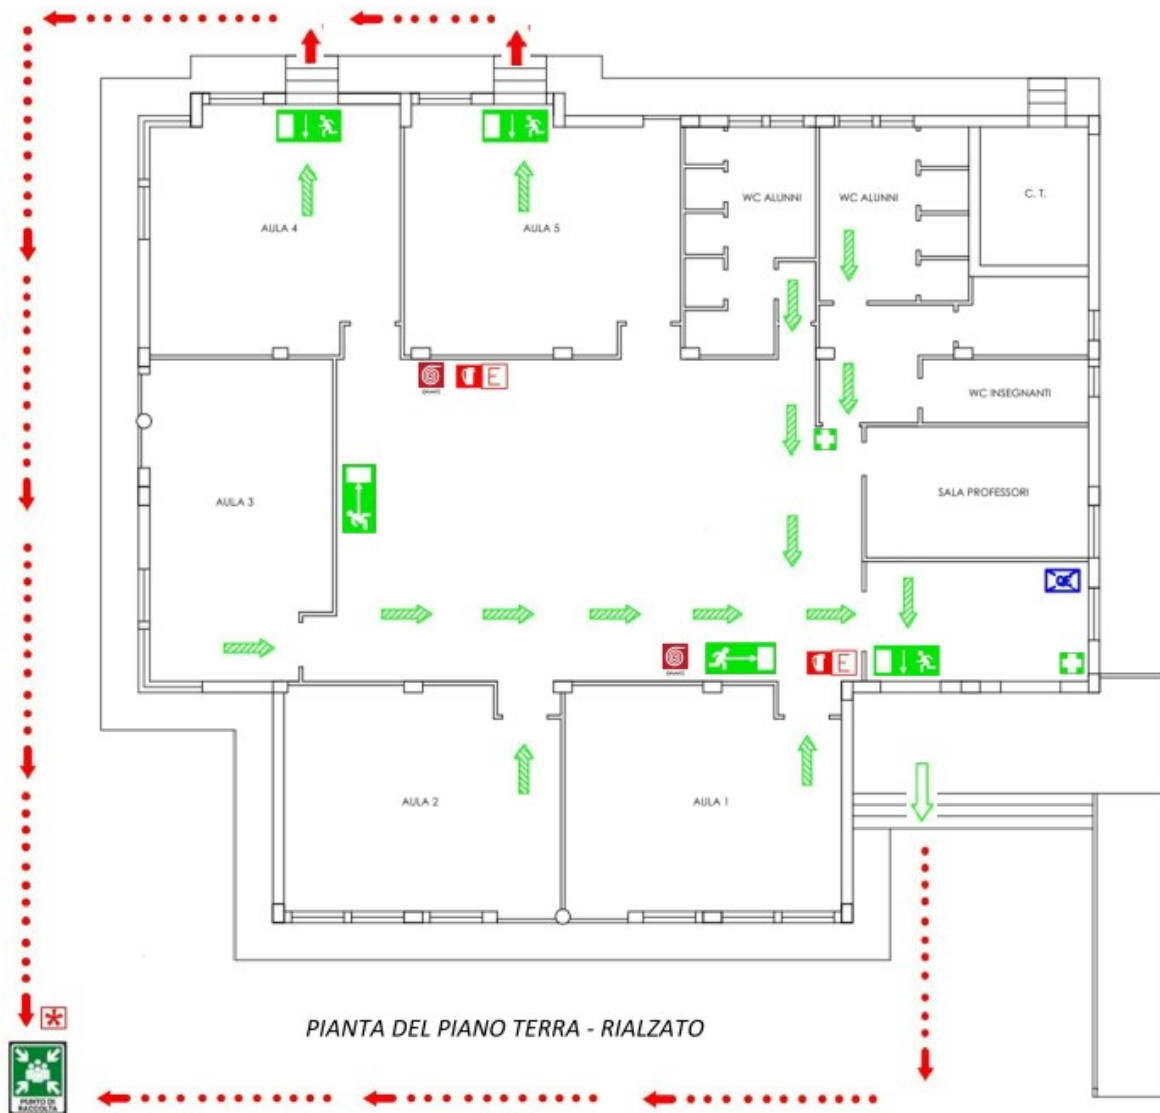 AULA 4
AULA 5
WC ALUNNI
WC ALUNNI
C. T.
E
WC INSEGNANTI
AULA 3
SALA PROFESSORI
QE
E
AULA 2
AULA 1
PIANTA DEL PIANO TERRA - RIALZATO
PUNTO DI
RACCOLTA